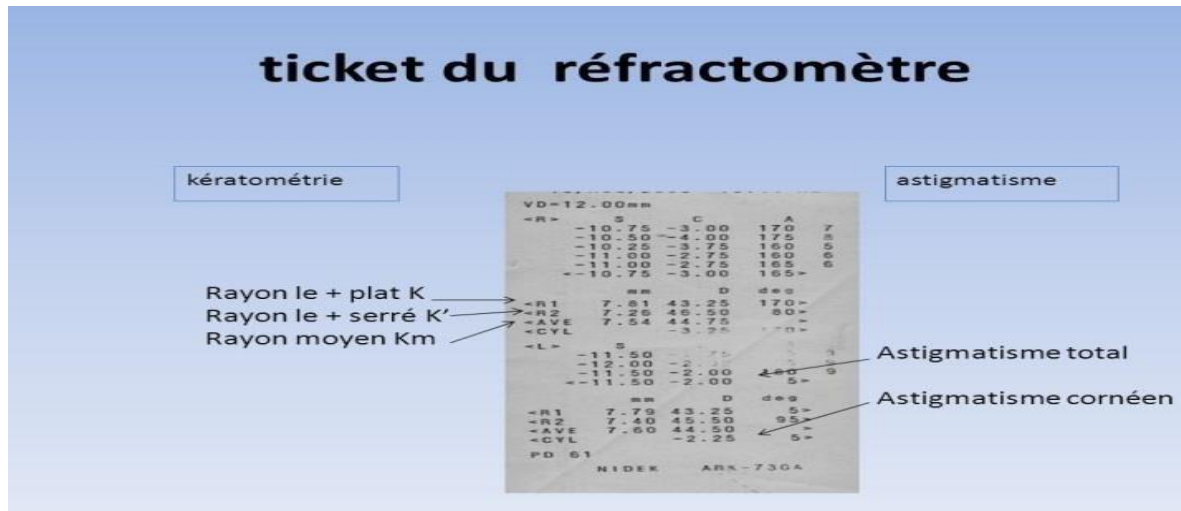 ticket du réfractomètre
kératométrie
astigmatisme
VD=12.00mm
<R> S C A
-10.75 -3.00 170 7
-10.50 -4.00 175 8
-10.25 -3.75 160 5
-11.00 -2.75 160 6
-11.00 -2.75 165 6
<-10.75 -3.00 165>
mm D deg
<R1 7.81 43.25 170>
<R2 7.26 46.50 80>
<AVE 7.54 44.75 >
<CYL -3.25 170>
Rayon le + plat K
Rayon le + serré K’
Rayon moyen Km
<L> S
-11.50
-12.00
-11.50 -2.00 180 9
<-11.50 -2.00 5>
mm D deg
<R1 7.79 43.25 5>
<R2 7.40 45.50 95>
<AVE 7.60 44.50 >
<CYL -2.25 5>
PD 61
NIDEK ARK-730A
Astigmatisme total
Astigmatisme cornéen